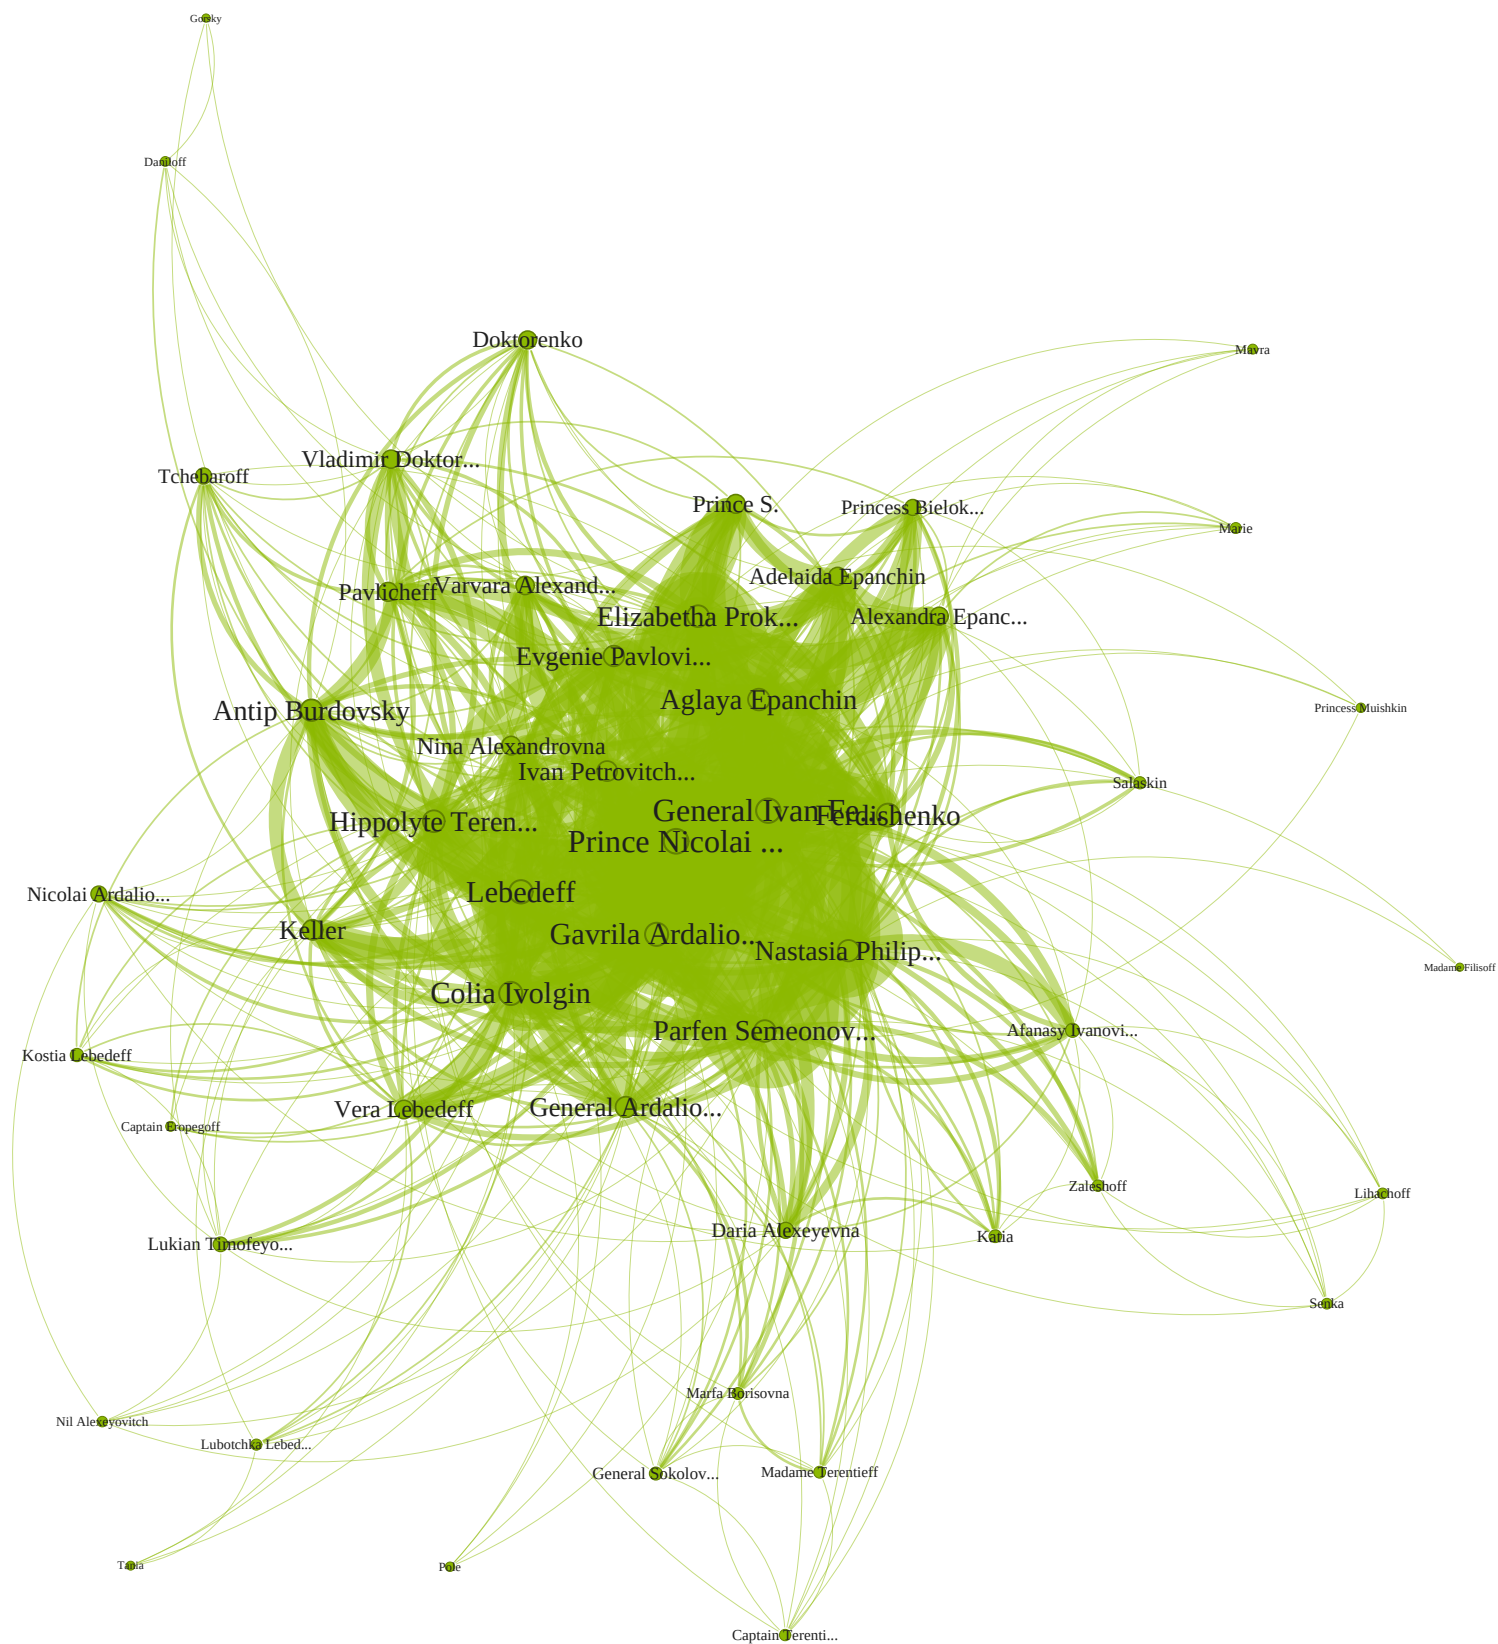 Gorsky
Daniloff
Doktorenko
Mavra
Vladimir Doktor...
Tchebaroff
Prince S.
Princess Bielok...
Marie
Adelaida Epanchin
Varvara Alexand...
Pavlicheff
Elizabetha Prok...
Alexandra Epanc...
Evgenie Pavlovi...
Aglaya Epanchin
Princess Muishkin
Antip Burdovsky
Nina Alexandrovna
Ivan Petrovitch...
Salaskin
General Ivan Fe...
Ferdishenko
Hippolyte Teren...
Prince Nicolai ...
Lebedeff
Nicolai Ardalio...
Keller
Gavrila Ardalio...
Nastasia Philip...
Madame Filisoff
Colia Ivolgin
Parfen Semeonov...
Afanasy Ivanovi...
Kostia Lebedeff
Vera Lebedeff
General Ardalio...
Captain Eropegoff
Zaleshoff
Lihachoff
Daria Alexeyevna
Katia
Lukian Timofeyo...
Senka
Marfa Borisovna
Nil Alexeyovitch
Lubotchka Lebed...
General Sokolov...
Madame Terentieff
Tania
Pole
Captain Terenti...